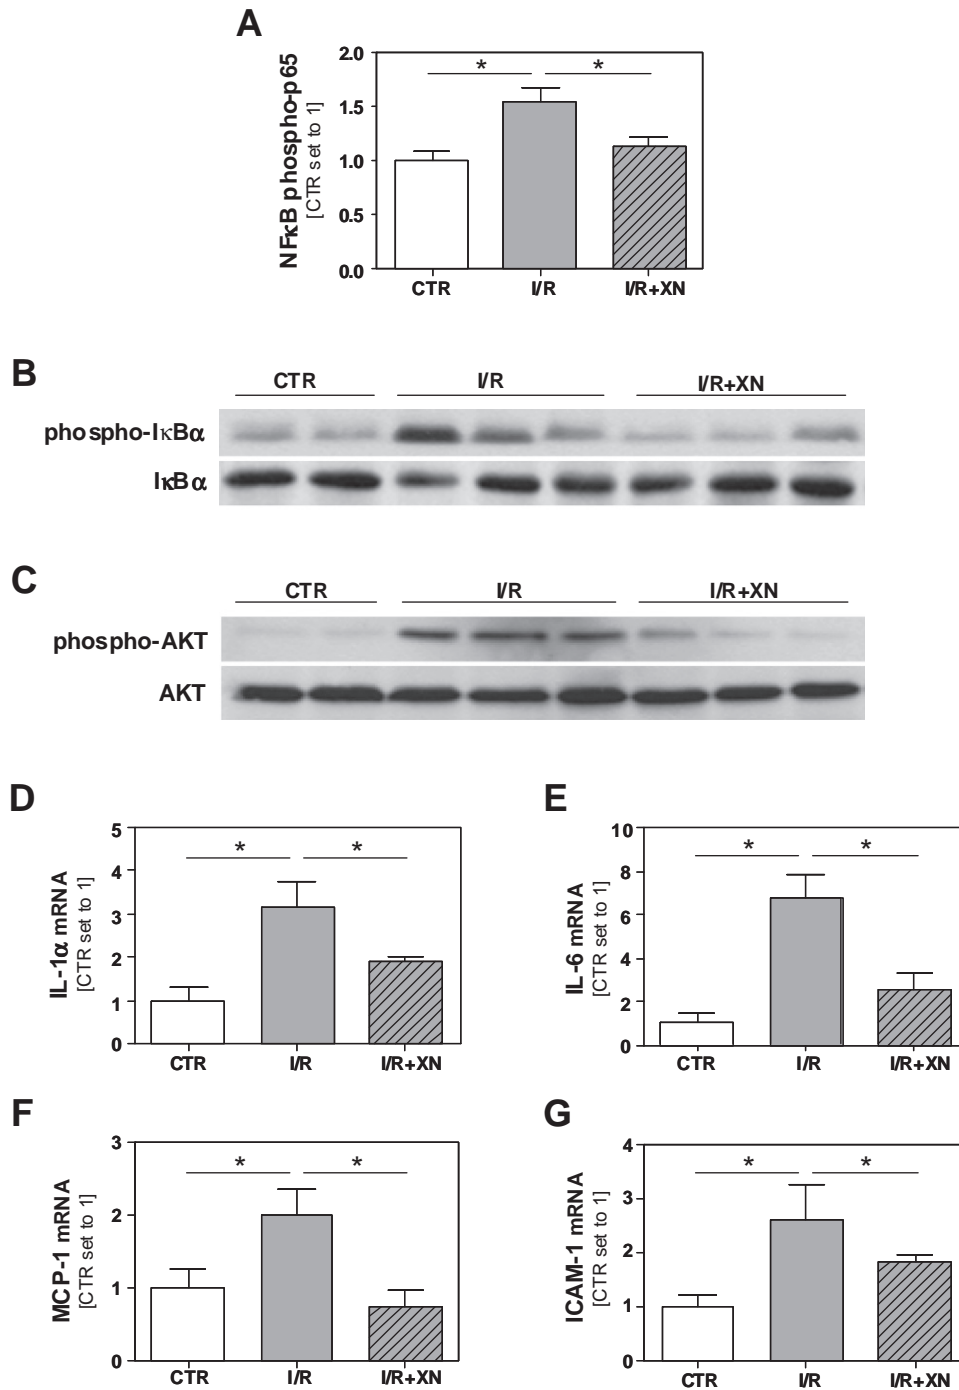 A
NFκB phospho-p65
[CTR set to 1]
2.0
1.5
1.0
0.5
0.0
* *
CTR I/R I/R+XN
B
CTR I/R I/R+XN
phospho-IκBα
IκBα
C
CTR I/R I/R+XN
phospho-AKT
AKT
D
IL-1α mRNA
[CTR set to 1]
5
4
3
2
1
0
* *
CTR I/R I/R+XN
E
IL-6 mRNA
[CTR set to 1]
10
8
6
4
2
0
* *
CTR I/R I/R+XN
F
MCP-1 mRNA
[CTR set to 1]
3
2
1
0
* *
CTR I/R I/R+XN
G
ICAM-1 mRNA
[CTR set to 1]
4
3
2
1
0
* *
CTR I/R I/R+XN